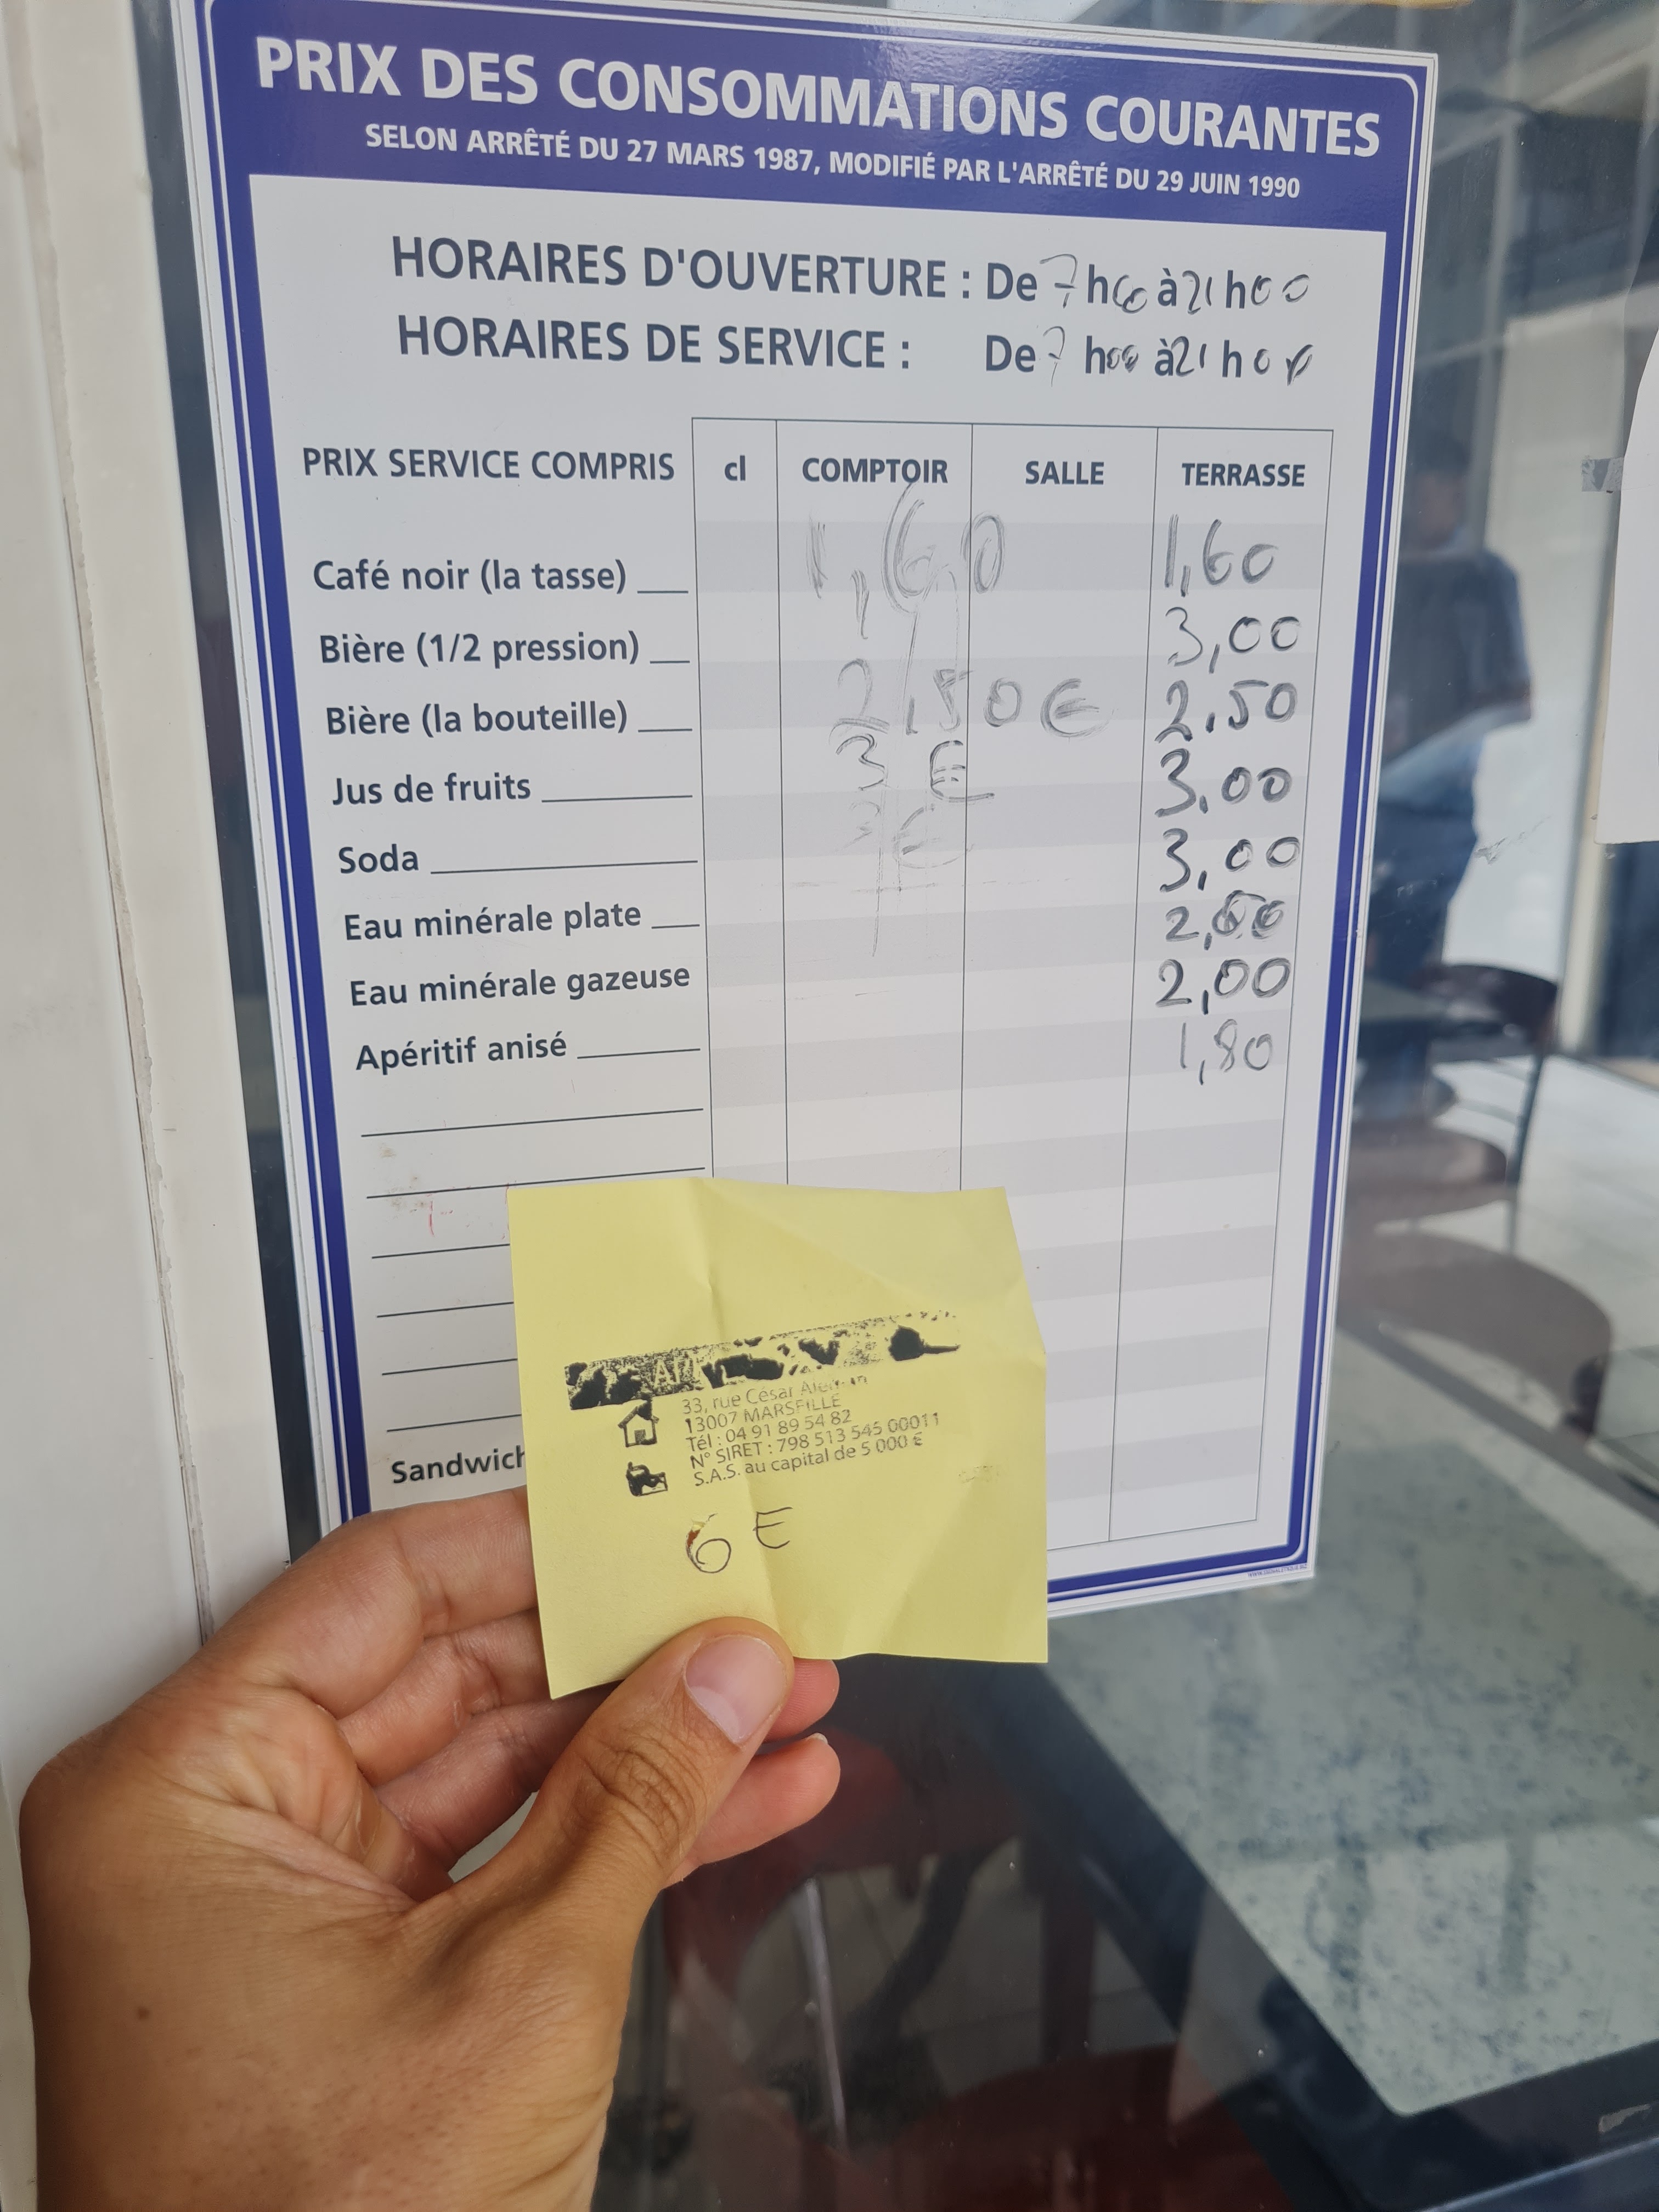 PRIX DES CONSOMMATIONS COURANTES
SELON ARRÊTÉ DU 27 MARS 1987, MODIFIÉ PAR L'ARRÊTÉ DU 29 JUIN 1990
HORAIRES D'OUVERTURE : De 7h00 à 21h00
HORAIRES DE SERVICE : De 7 h00 à 21 h00
PRIX SERVICE COMPRIS cl COMPTOIR SALLE TERRASSE
Café noir (la tasse) 1,60 1,60
Bière (1/2 pression) 3,00
Bière (la bouteille) 2,50€ 2,50
Jus de fruits 3 € 3,00
Soda 3€ 3,00
Eau minérale plate 2,00
Eau minérale gazeuse 2,00
Apéritif anisé 1,80
33, rue César
13007 MARSEILLE
Tél : 04 91 89 54 82
N° SIRET : 798 513 545 00011
S.A.S. au capital de 5 000 €
6 €
Sandwich